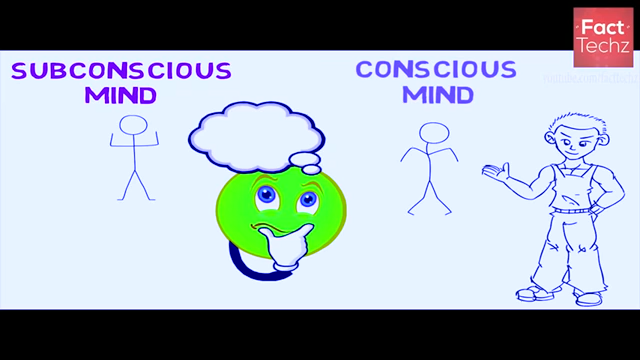 Fact
Techz
SUBCONSCIOUS
MIND
CONSCIOUS
MIND